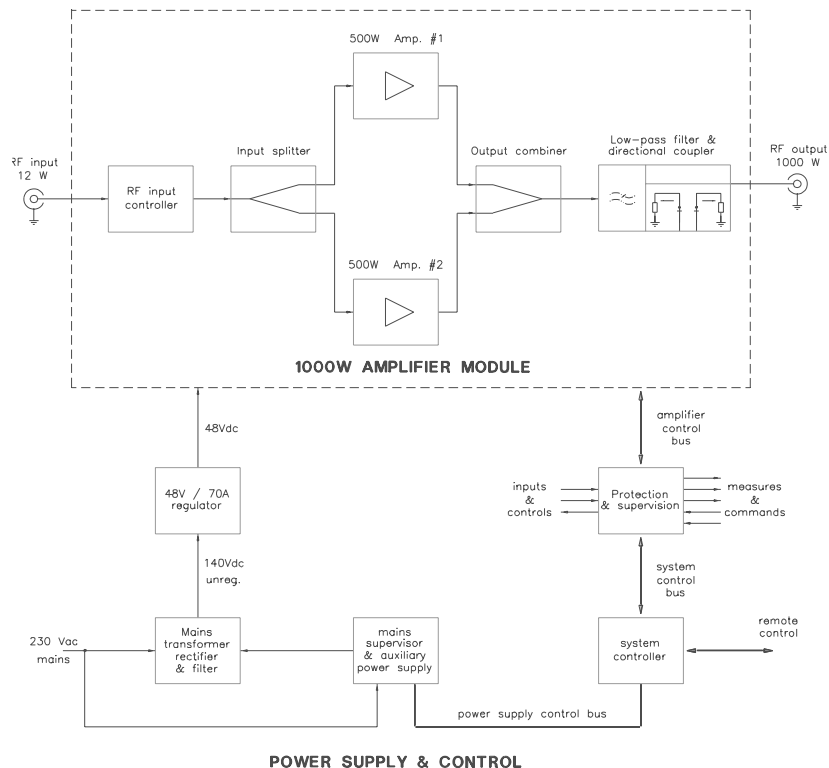 500W Amp. #1
RF input
12 W
Input splitter
Output combiner
Low-pass filter &
directional coupler
RF output
1000 W
RF input
controller
500W Amp. #2
1000W AMPLIFIER MODULE
48Vdc
amplifier
control
bus
48V / 70A
regulator
inputs
&
controls
Protection
& supervision
measures
&
commands
140Vdc
unreg.
system
control
bus
230 Vac
mains
Mains
transformer
rectifier
& filter
mains
supervisor
& auxiliary
power supply
system
controller
remote
control
power supply control bus
POWER SUPPLY & CONTROL